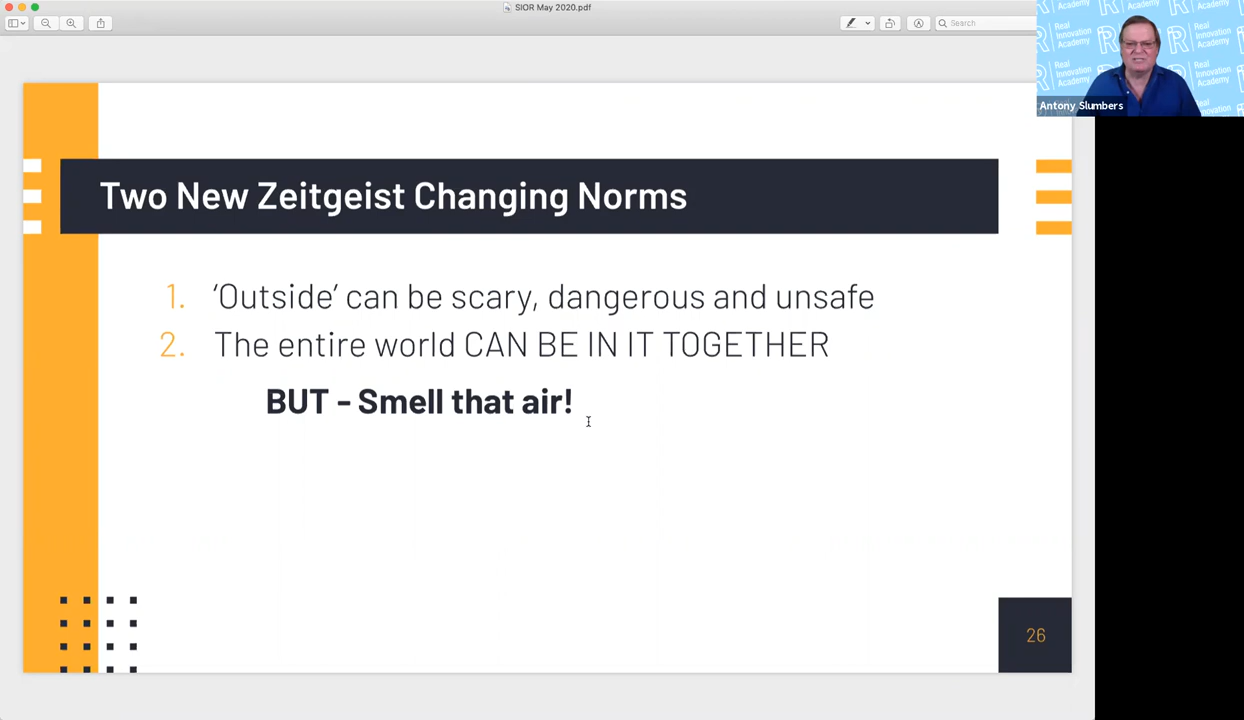 SIOR May 2020.pdf
Search
Real
Innovation
Academy
Antony Slumbers
Two New Zeitgeist Changing Norms
1. ‘Outside’ can be scary, dangerous and unsafe
2. The entire world CAN BE IN IT TOGETHER
BUT - Smell that air!
26